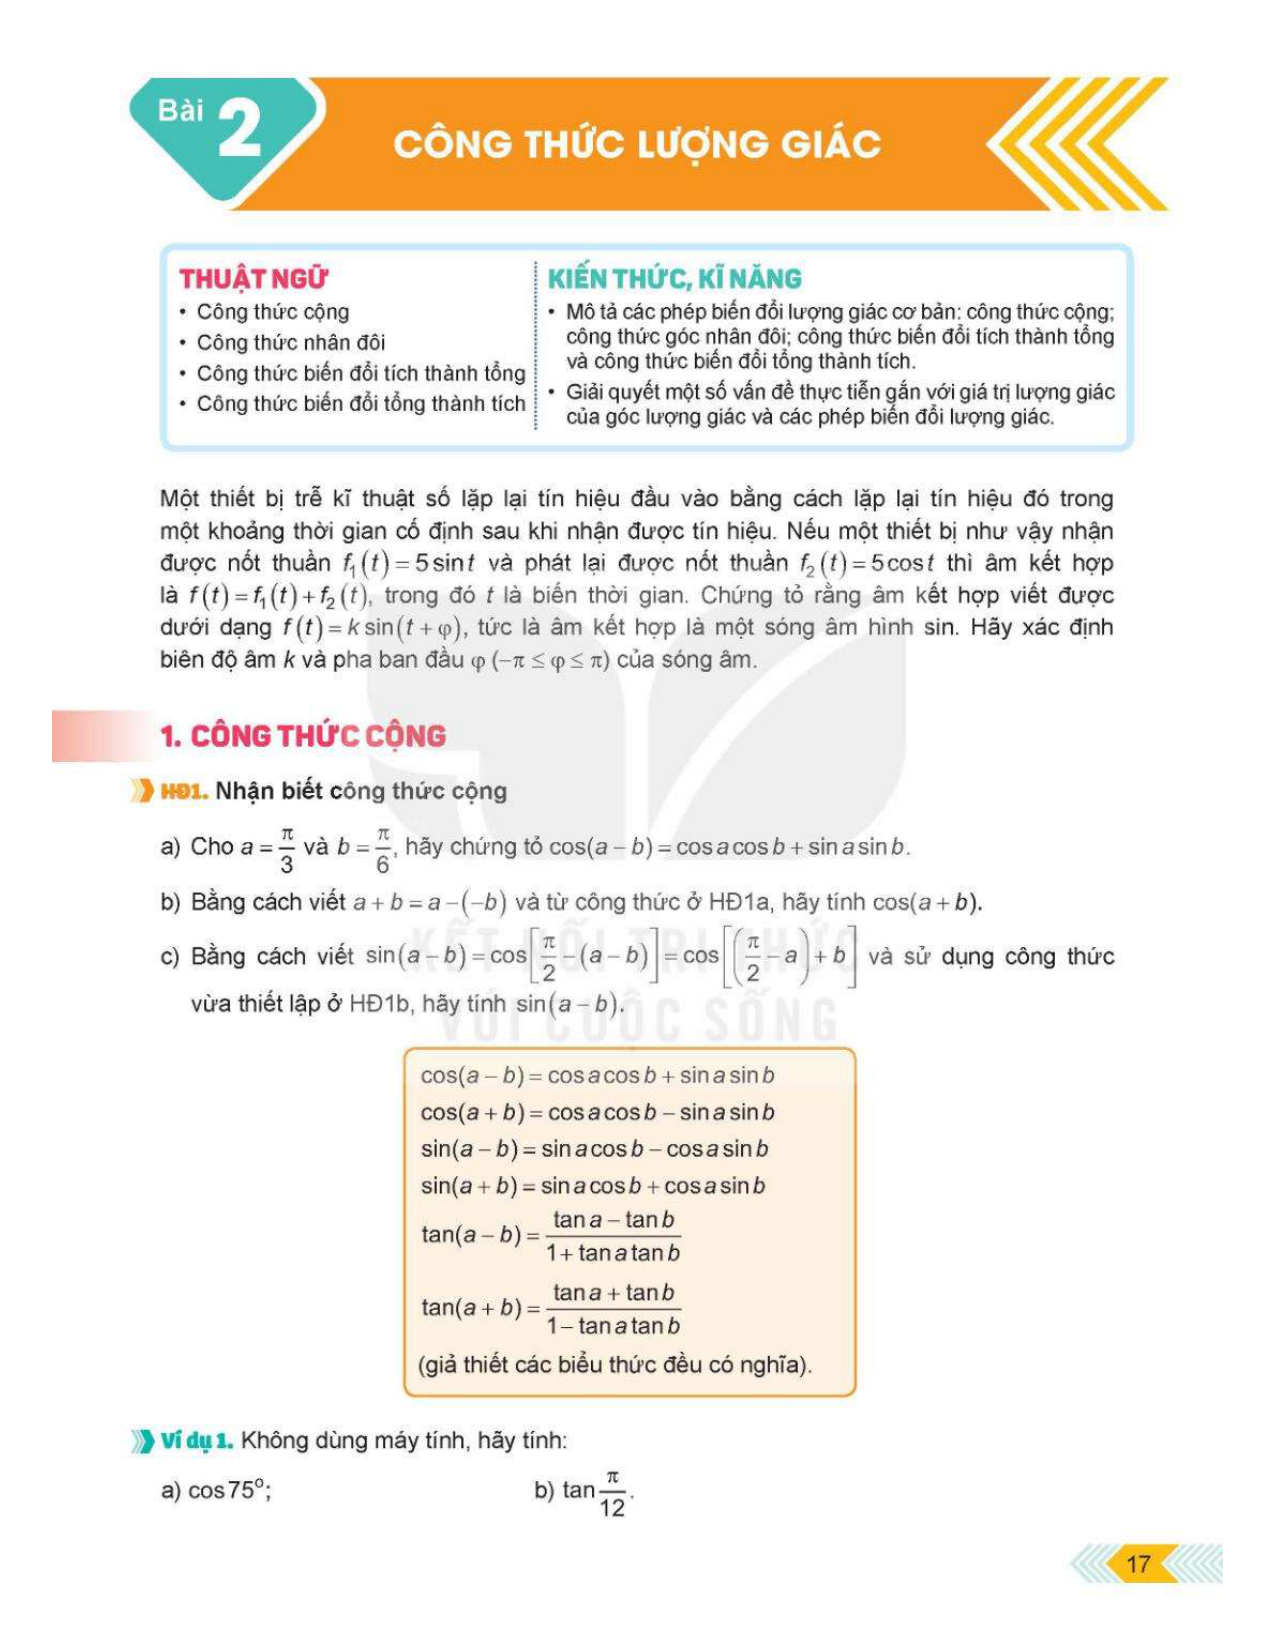 Bài 2
CÔNG THỨC LƯỢNG GIÁC
THUẬT NGỮ
• Công thức cộng
• Công thức nhân đôi
• Công thức biến đổi tích thành tổng
• Công thức biến đổi tổng thành tích
KIẾN THỨC, KĨ NĂNG
• Mô tả các phép biến đổi lượng giác cơ bản: công thức cộng;
công thức góc nhân đôi; công thức biến đổi tích thành tổng
và công thức biến đổi tổng thành tích.
• Giải quyết một số vấn đề thực tiễn gắn với giá trị lượng giác
của góc lượng giác và các phép biến đổi lượng giác.
Một thiết bị trễ kĩ thuật số lặp lại tín hiệu đầu vào bằng cách lặp lại tín hiệu đó trong
một khoảng thời gian cố định sau khi nhận được tín hiệu. Nếu một thiết bị như vậy nhận
được nốt thuần f₁(t) = 5 sin t và phát lại được nốt thuần f₂(t) = 5 cos t thì âm kết hợp
là f(t) = f₁(t) + f₂(t), trong đó t là biến thời gian. Chứng tỏ rằng âm kết hợp viết được
dưới dạng f(t) = k sin(t + φ), tức là âm kết hợp là một sóng âm hình sin. Hãy xác định
biên độ âm k và pha ban đầu φ (−π ≤ φ ≤ π) của sóng âm.
1. CÔNG THỨC CỘNG
HĐ1. Nhận biết công thức cộng
a) Cho a = π/3 và b = π/6, hãy chứng tỏ cos(a − b) = cos a cos b + sin a sin b.
b) Bằng cách viết a + b = a − (−b) và từ công thức ở HĐ1a, hãy tính cos(a + b).
c) Bằng cách viết sin(a − b) = cos[π/2 − (a − b)] = cos[(π/2 − a) + b] và sử dụng công thức
vừa thiết lập ở HĐ1b, hãy tính sin(a − b).
KẾT NỐI TRI THỨC
VỚI CUỘC SỐNG
cos(a − b) = cos a cos b + sin a sin b
cos(a + b) = cos a cos b − sin a sin b
sin(a − b) = sin a cos b − cos a sin b
sin(a + b) = sin a cos b + cos a sin b
tan(a − b) = (tan a − tan b)/(1 + tan a tan b)
tan(a + b) = (tan a + tan b)/(1 − tan a tan b)
(giả thiết các biểu thức đều có nghĩa).
Ví dụ 1. Không dùng máy tính, hãy tính:
a) cos 75°;
b) tan π/12.
17